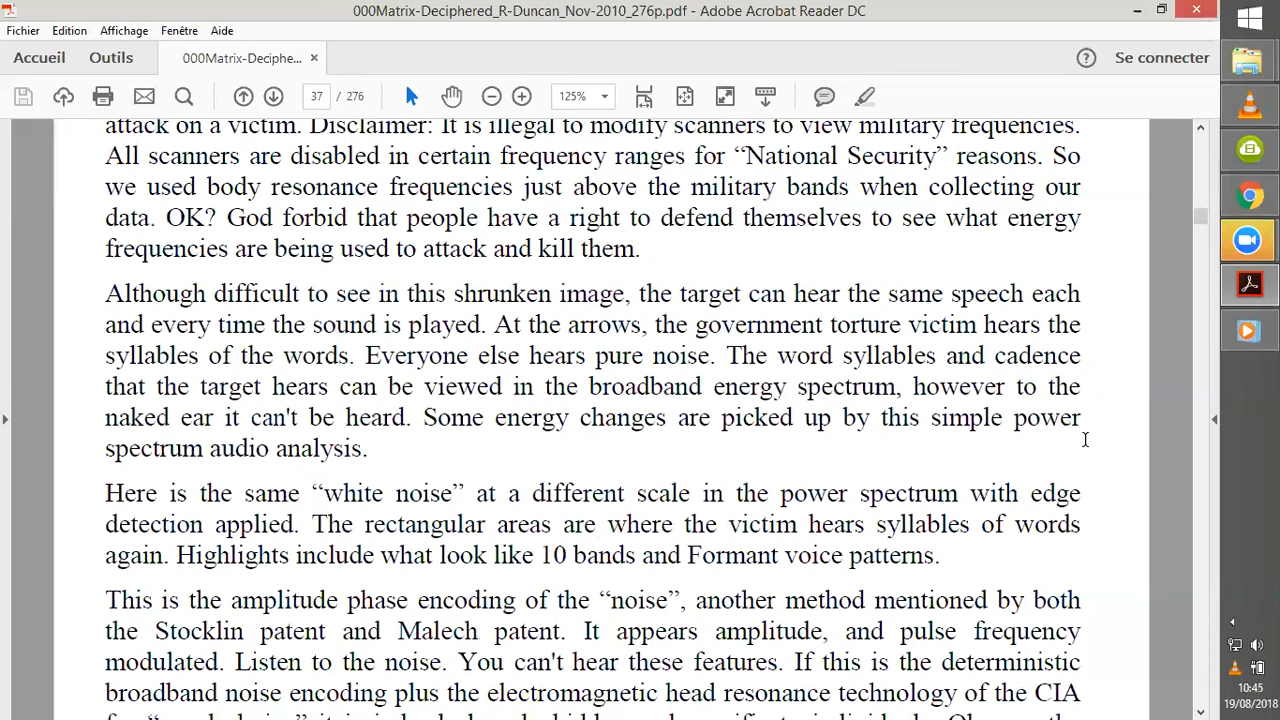 000Matrix-Deciphered_R-Duncan_Nov-2010_276p.pdf - Adobe Acrobat Reader DC
Fichier Edition Affichage Fenêtre Aide
Accueil Outils 000Matrix-Deciphe... × ? Se connecter
37 / 276 125%
attack on a victim. Disclaimer: It is illegal to modify scanners to view military frequencies.
All scanners are disabled in certain frequency ranges for “National Security” reasons. So
we used body resonance frequencies just above the military bands when collecting our
data. OK? God forbid that people have a right to defend themselves to see what energy
frequencies are being used to attack and kill them.
Although difficult to see in this shrunken image, the target can hear the same speech each
and every time the sound is played. At the arrows, the government torture victim hears the
syllables of the words. Everyone else hears pure noise. The word syllables and cadence
that the target hears can be viewed in the broadband energy spectrum, however to the
naked ear it can't be heard. Some energy changes are picked up by this simple power
spectrum audio analysis.
Here is the same “white noise” at a different scale in the power spectrum with edge
detection applied. The rectangular areas are where the victim hears syllables of words
again. Highlights include what look like 10 bands and Formant voice patterns.
This is the amplitude phase encoding of the “noise”, another method mentioned by both
the Stocklin patent and Malech patent. It appears amplitude, and pulse frequency
modulated. Listen to the noise. You can't hear these features. If this is the deterministic
broadband noise encoding plus the electromagnetic head resonance technology of the CIA
10:45
19/08/2018